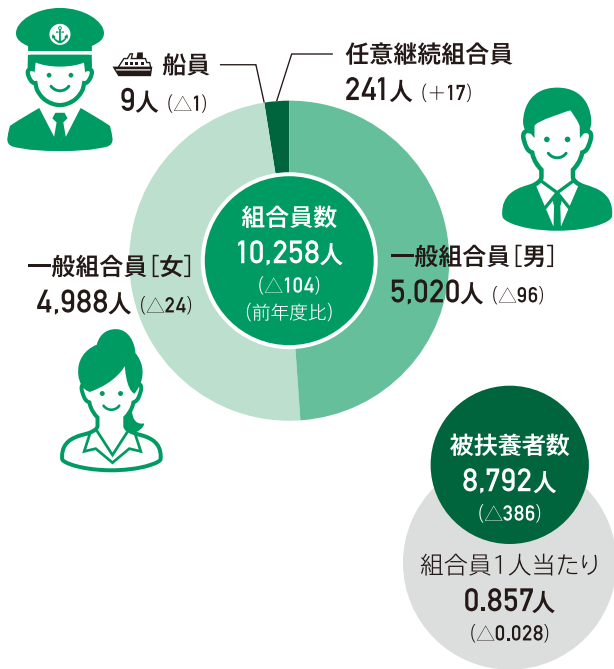 船員
9人 (△1)
任意継続組合員
241人 (+17)
組合員数
10,258人
(△104)
(前年度比)
一般組合員[女]
4,988人 (△24)
一般組合員[男]
5,020人 (△96)
被扶養者数
8,792人
(△386)
組合員1人当たり
0.857人
(△0.028)